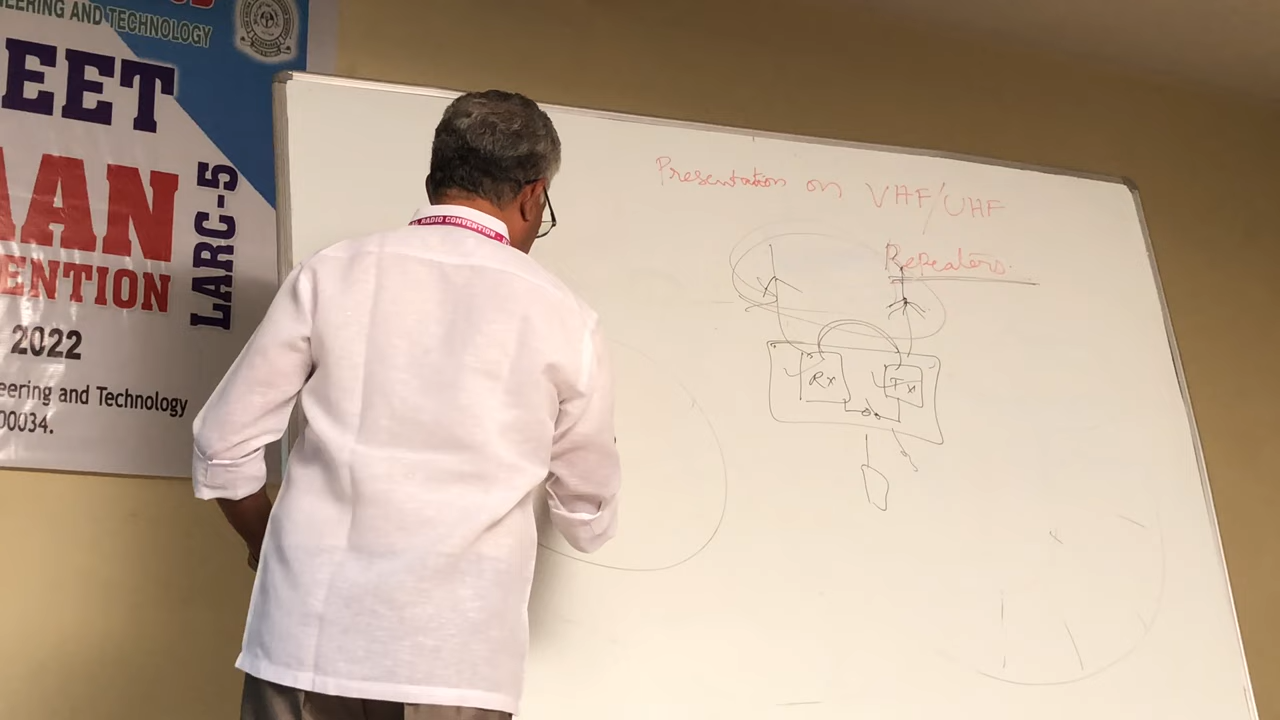 NEERING AND TECHNOLOGY
EET
AAN
ENTION
LARC-5
2022
eering and Technology
00034.
RADIO CONVENTION
Presentation on VHF/UHF
Repeaters.
Rx
Tx